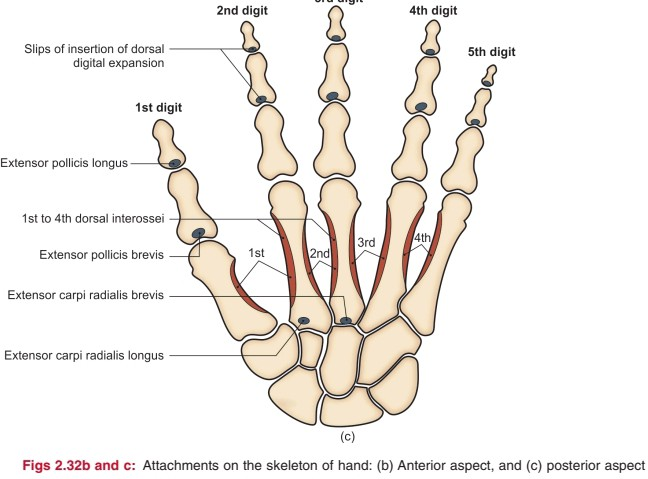 3rd digit
2nd digit
4th digit
Slips of insertion of dorsal
digital expansion
5th digit
1st digit
Extensor pollicis longus
1st to 4th dorsal interossei
1st
2nd
3rd
4th
Extensor pollicis brevis
Extensor carpi radialis brevis
Extensor carpi radialis longus
(c)
Figs 2.32b and c: Attachments on the skeleton of hand: (b) Anterior aspect, and (c) posterior aspect